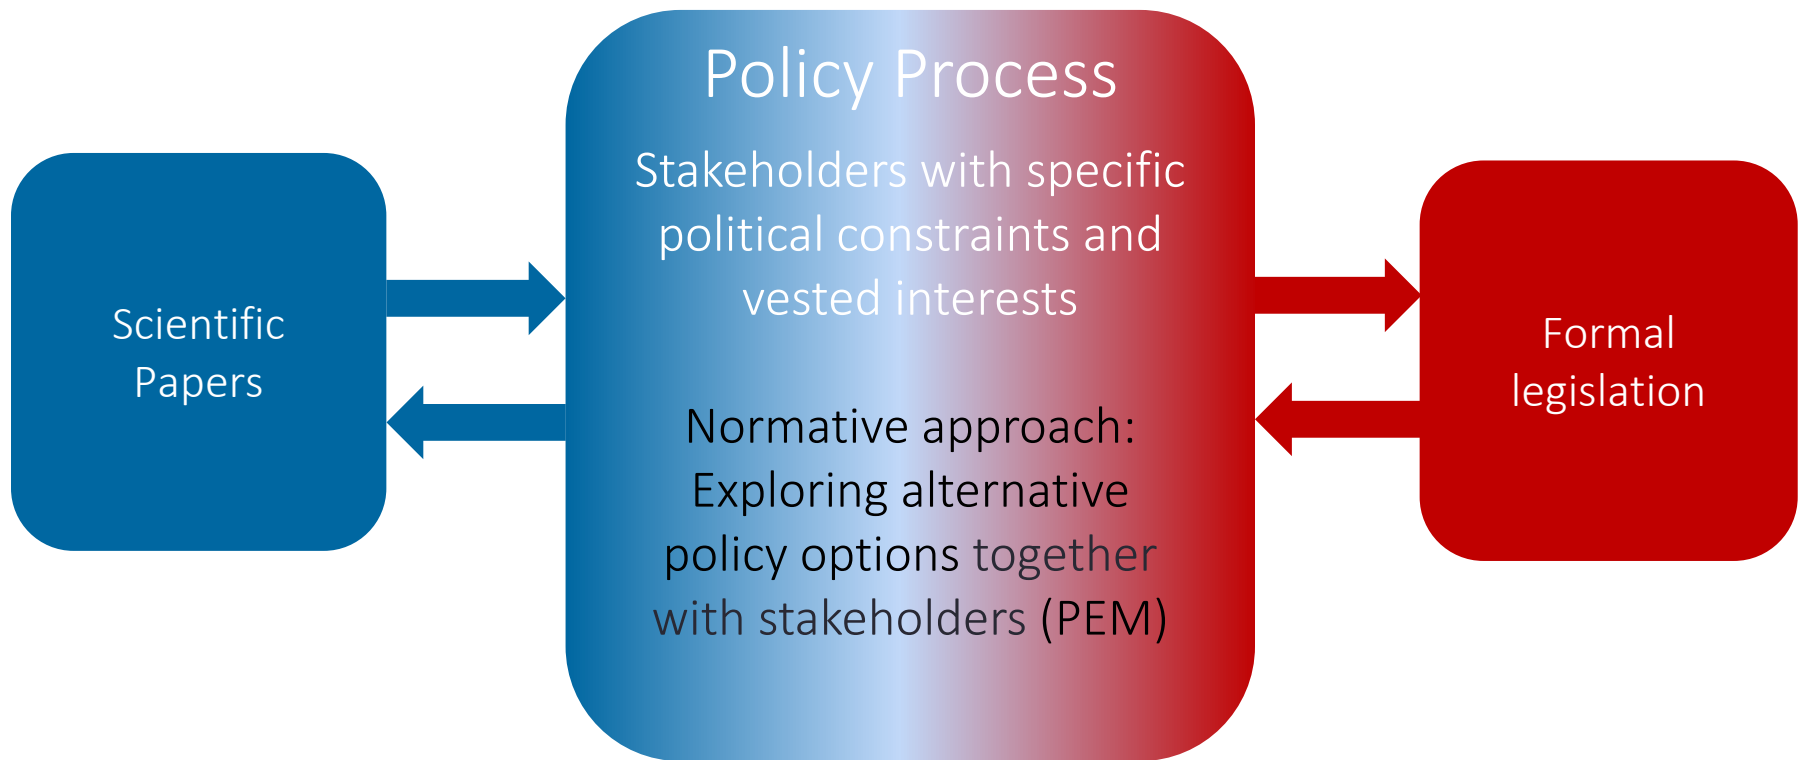 Policy Process
Stakeholders with specific
political constraints and
vested interests
Scientific
Papers
Formal
legislation
Normative approach:
Exploring alternative
policy options together
with stakeholders (PEM)